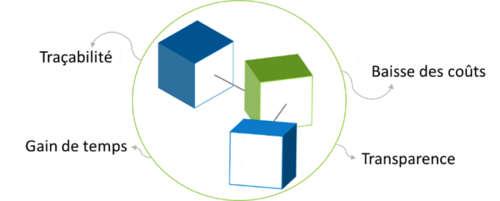 Traçabilité
Baisse des coûts
Gain de temps
Transparence